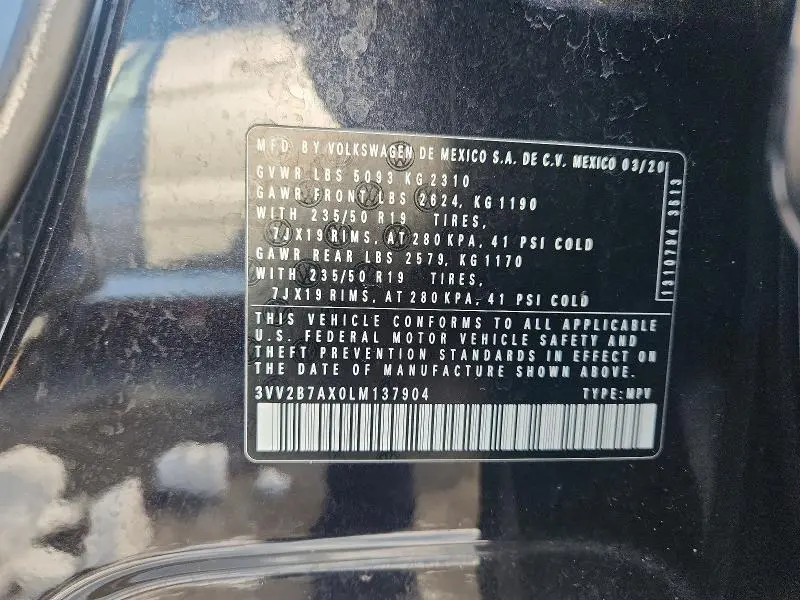 MFD. BY VOLKSWAGEN DE MEXICO S.A. DE C.V. MEXICO 03/20
GVWR LBS 5093 KG 2310
GAWR FRONT LBS 2624, KG 1190
WITH 235/50 R19 TIRES,
7JX19 RIMS, AT 280 KPA, 41 PSI COLD
GAWR REAR LBS 2579, KG 1170
WITH 235/50 R19 TIRES,
7JX19 RIMS, AT 280 KPA, 41 PSI COLD
1310794 3813
THIS VEHICLE CONFORMS TO ALL APPLICABLE
U.S. FEDERAL MOTOR VEHICLE SAFETY AND
THEFT PREVENTION STANDARDS IN EFFECT ON
THE DATE OF MANUFACTURE SHOWN ABOVE.
3VV2B7AX0LM137904 TYPE: MPV